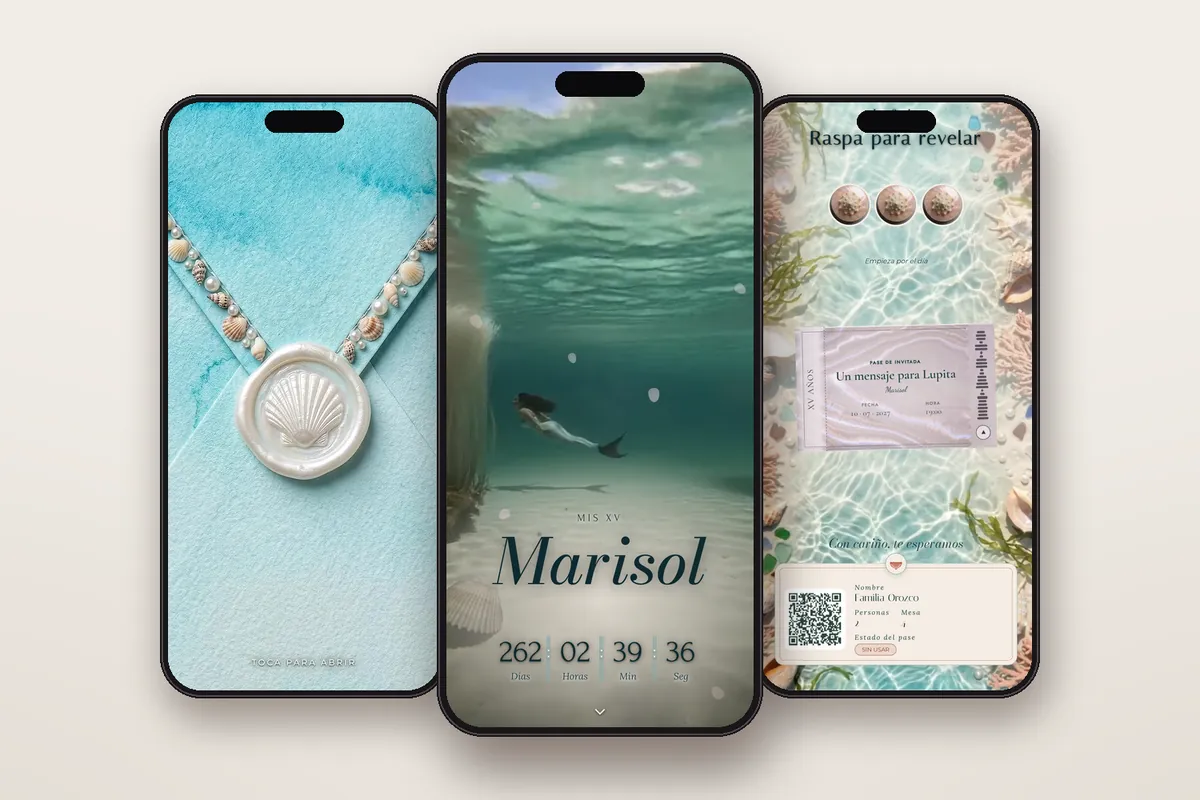 TOCA PARA ABRIR
MIS XV
Marisol
262 : 02 : 39 : 36
Días Horas Min Seg
Raspa para revelar
Empieza por el día
XV AÑOS
PASE DE INVITADA
Un mensaje para Lupita
Marisol
FECHA HORA
10 · 07 · 2027 19:00
Con cariño, te esperamos
Nombre
Familia Orozco
Personas Mesa
Estado del pase
SIN USAR